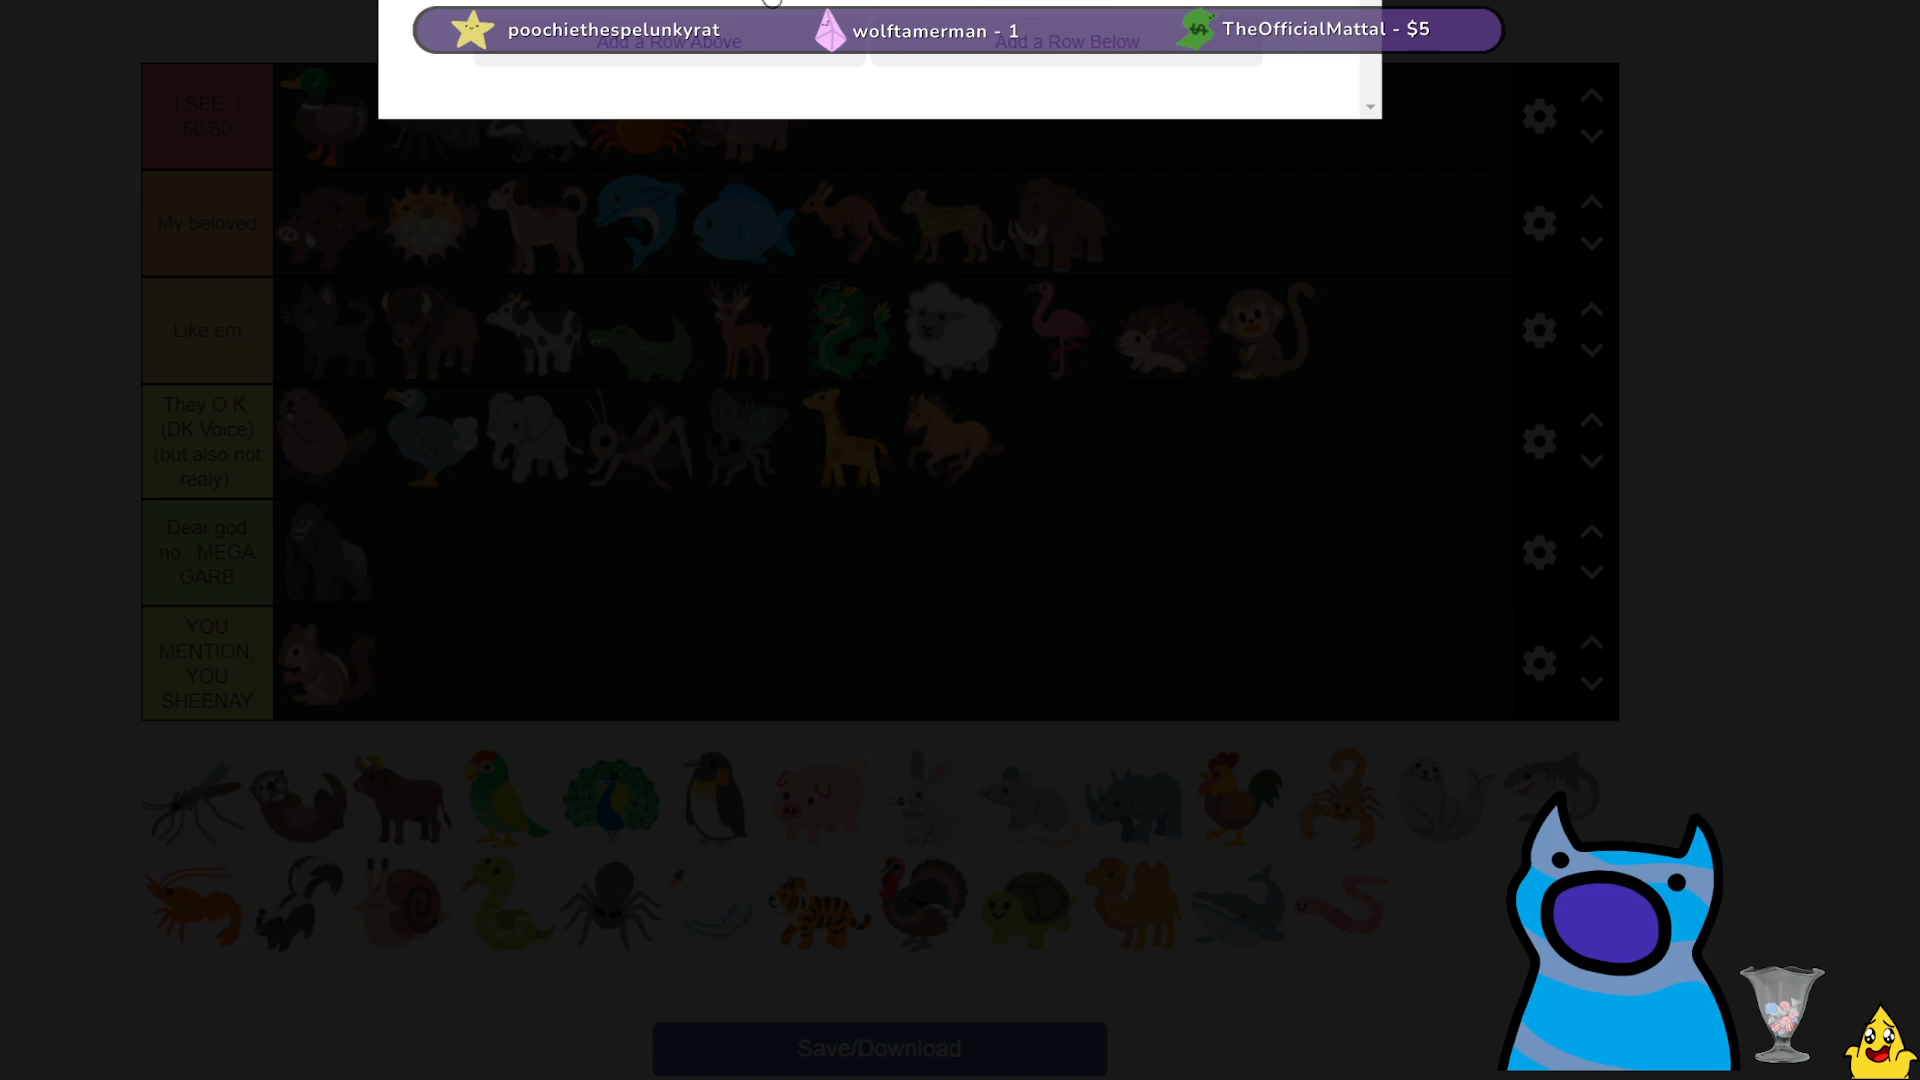 poochiethespelunkyrat
wolftamerman - 1
TheOfficialMattal - $5
Add a Row Above
Add a Row Below
I SEE, I
50/50
My beloved
Like em
They O.K.
(DK Voice)
(but also not
realy)
Dear god
no.. MEGA
GARB
YOU
MENTION,
YOU
SHEENAY
Save/Download